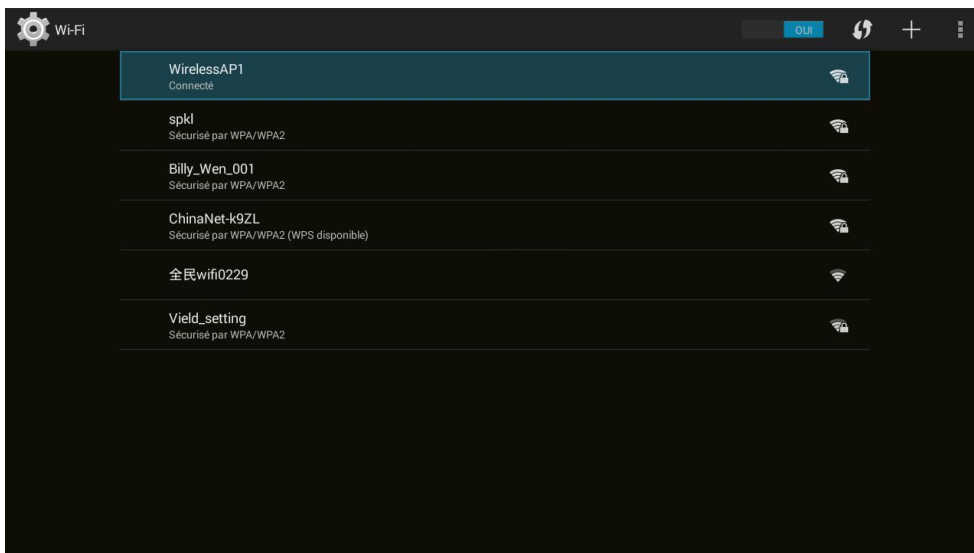 Wi-Fi
OUI
WirelessAP1
Connecté
spkl
Sécurisé par WPA/WPA2
Billy_Wen_001
Sécurisé par WPA/WPA2
ChinaNet-k9ZL
Sécurisé par WPA/WPA2 (WPS disponible)
全民wifi0229
Vield_setting
Sécurisé par WPA/WPA2